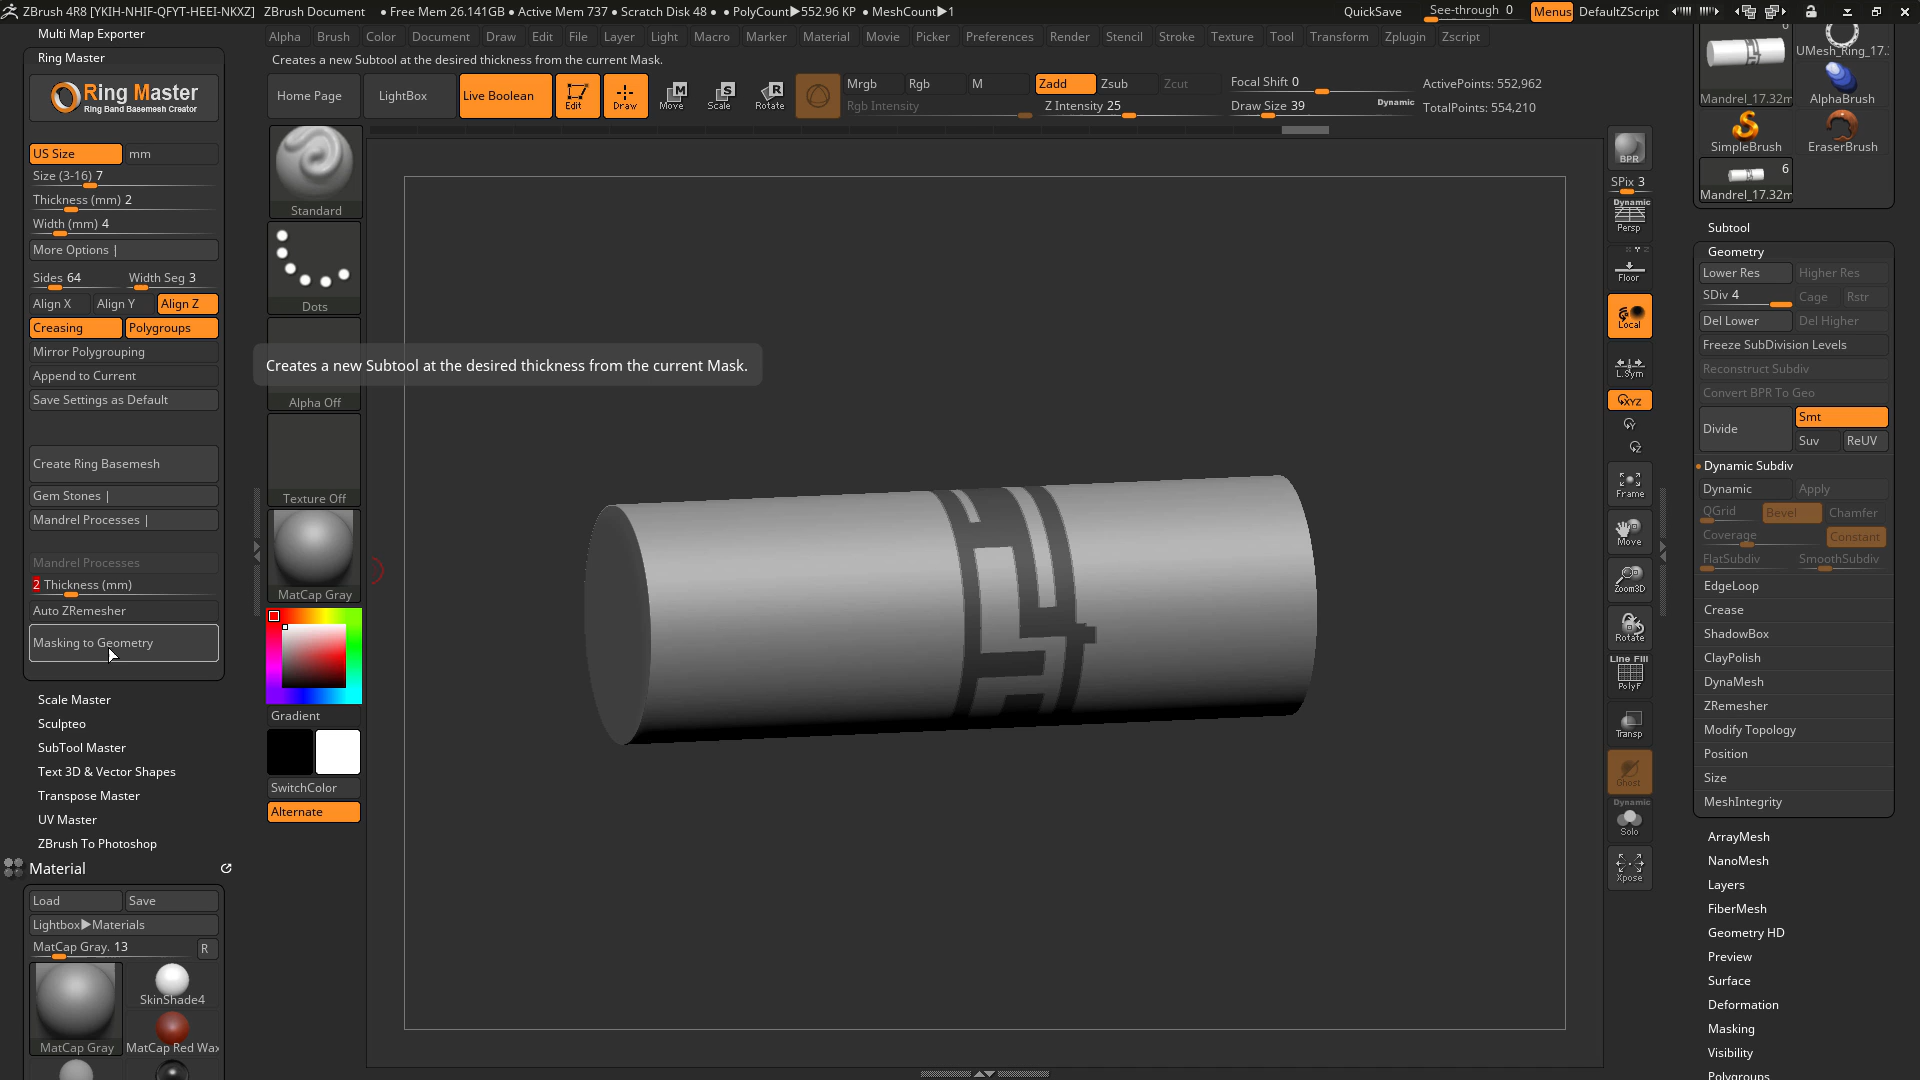 ZBrush 4R8 [YKIH-NHIF-QFYT-HEEI-NKXZ] ZBrush Document ● Free Mem 26.141GB ● Active Mem 737 ● Scratch Disk 48 ● ● PolyCount▶552.96 KP ● MeshCount▶1 QuickSave See-through 0 Menus DefaultZScript
Alpha Brush Color Document Draw Edit File Layer Light Macro Marker Material Movie Picker Preferences Render Stencil Stroke Texture Tool Transform Zplugin Zscript
Creates a new Subtool at the desired thickness from the current Mask.
Home Page LightBox Live Boolean Edit Draw Move Scale Rotate
Mrgb Rgb M Zadd Zsub Zcut Focal Shift 0 ActivePoints: 552,962
Rgb Intensity Z Intensity 25 Draw Size 39 Dynamic TotalPoints: 554,210
Multi Map Exporter
Ring Master
Ring Master
Ring Band Basemesh Creator
US Size mm
Size (3-16) 7
Thickness (mm) 2
Width (mm) 4
More Options |
Sides 64 Width Seg 3
Align X Align Y Align Z
Creasing Polygroups
Mirror Polygrouping
Append to Current
Save Settings as Default
Create Ring Basemesh
Gem Stones |
Mandrel Processes |
Mandrel Processes
2 Thickness (mm)
Auto ZRemesher
Masking to Geometry
Scale Master
Sculpteo
SubTool Master
Text 3D & Vector Shapes
Transpose Master
UV Master
ZBrush To Photoshop
Material
Load Save
Lightbox▶Materials
MatCap Gray. 13 R
SkinShade4
MatCap Gray MatCap Red Wax
Standard
Dots
Creates a new Subtool at the desired thickness from the current Mask.
Alpha Off
Texture Off
MatCap Gray
Gradient
SwitchColor
Alternate
BPR
SPix 3
Dynamic
Persp
Floor
Local
L.Sym
XYZ
Y
Z
Frame
Move
Zoom3D
Rotate
Line Fill
PolyF
Transp
Ghost
Dynamic
Solo
Xpose
6
UMesh_Ring_17.
Mandrel_17.32m AlphaBrush
SimpleBrush EraserBrush
6
Mandrel_17.32m
Subtool
Geometry
Lower Res Higher Res
SDiv 4 Cage Rstr
Del Lower Del Higher
Freeze SubDivision Levels
Reconstruct Subdiv
Convert BPR To Geo
Divide Smt
Suv ReUV
Dynamic Subdiv
Dynamic Apply
QGrid Bevel Chamfer
Coverage Constant
FlatSubdiv SmoothSubdiv
EdgeLoop
Crease
ShadowBox
ClayPolish
DynaMesh
ZRemesher
Modify Topology
Position
Size
MeshIntegrity
ArrayMesh
NanoMesh
Layers
FiberMesh
Geometry HD
Preview
Surface
Deformation
Masking
Visibility
Polygroups